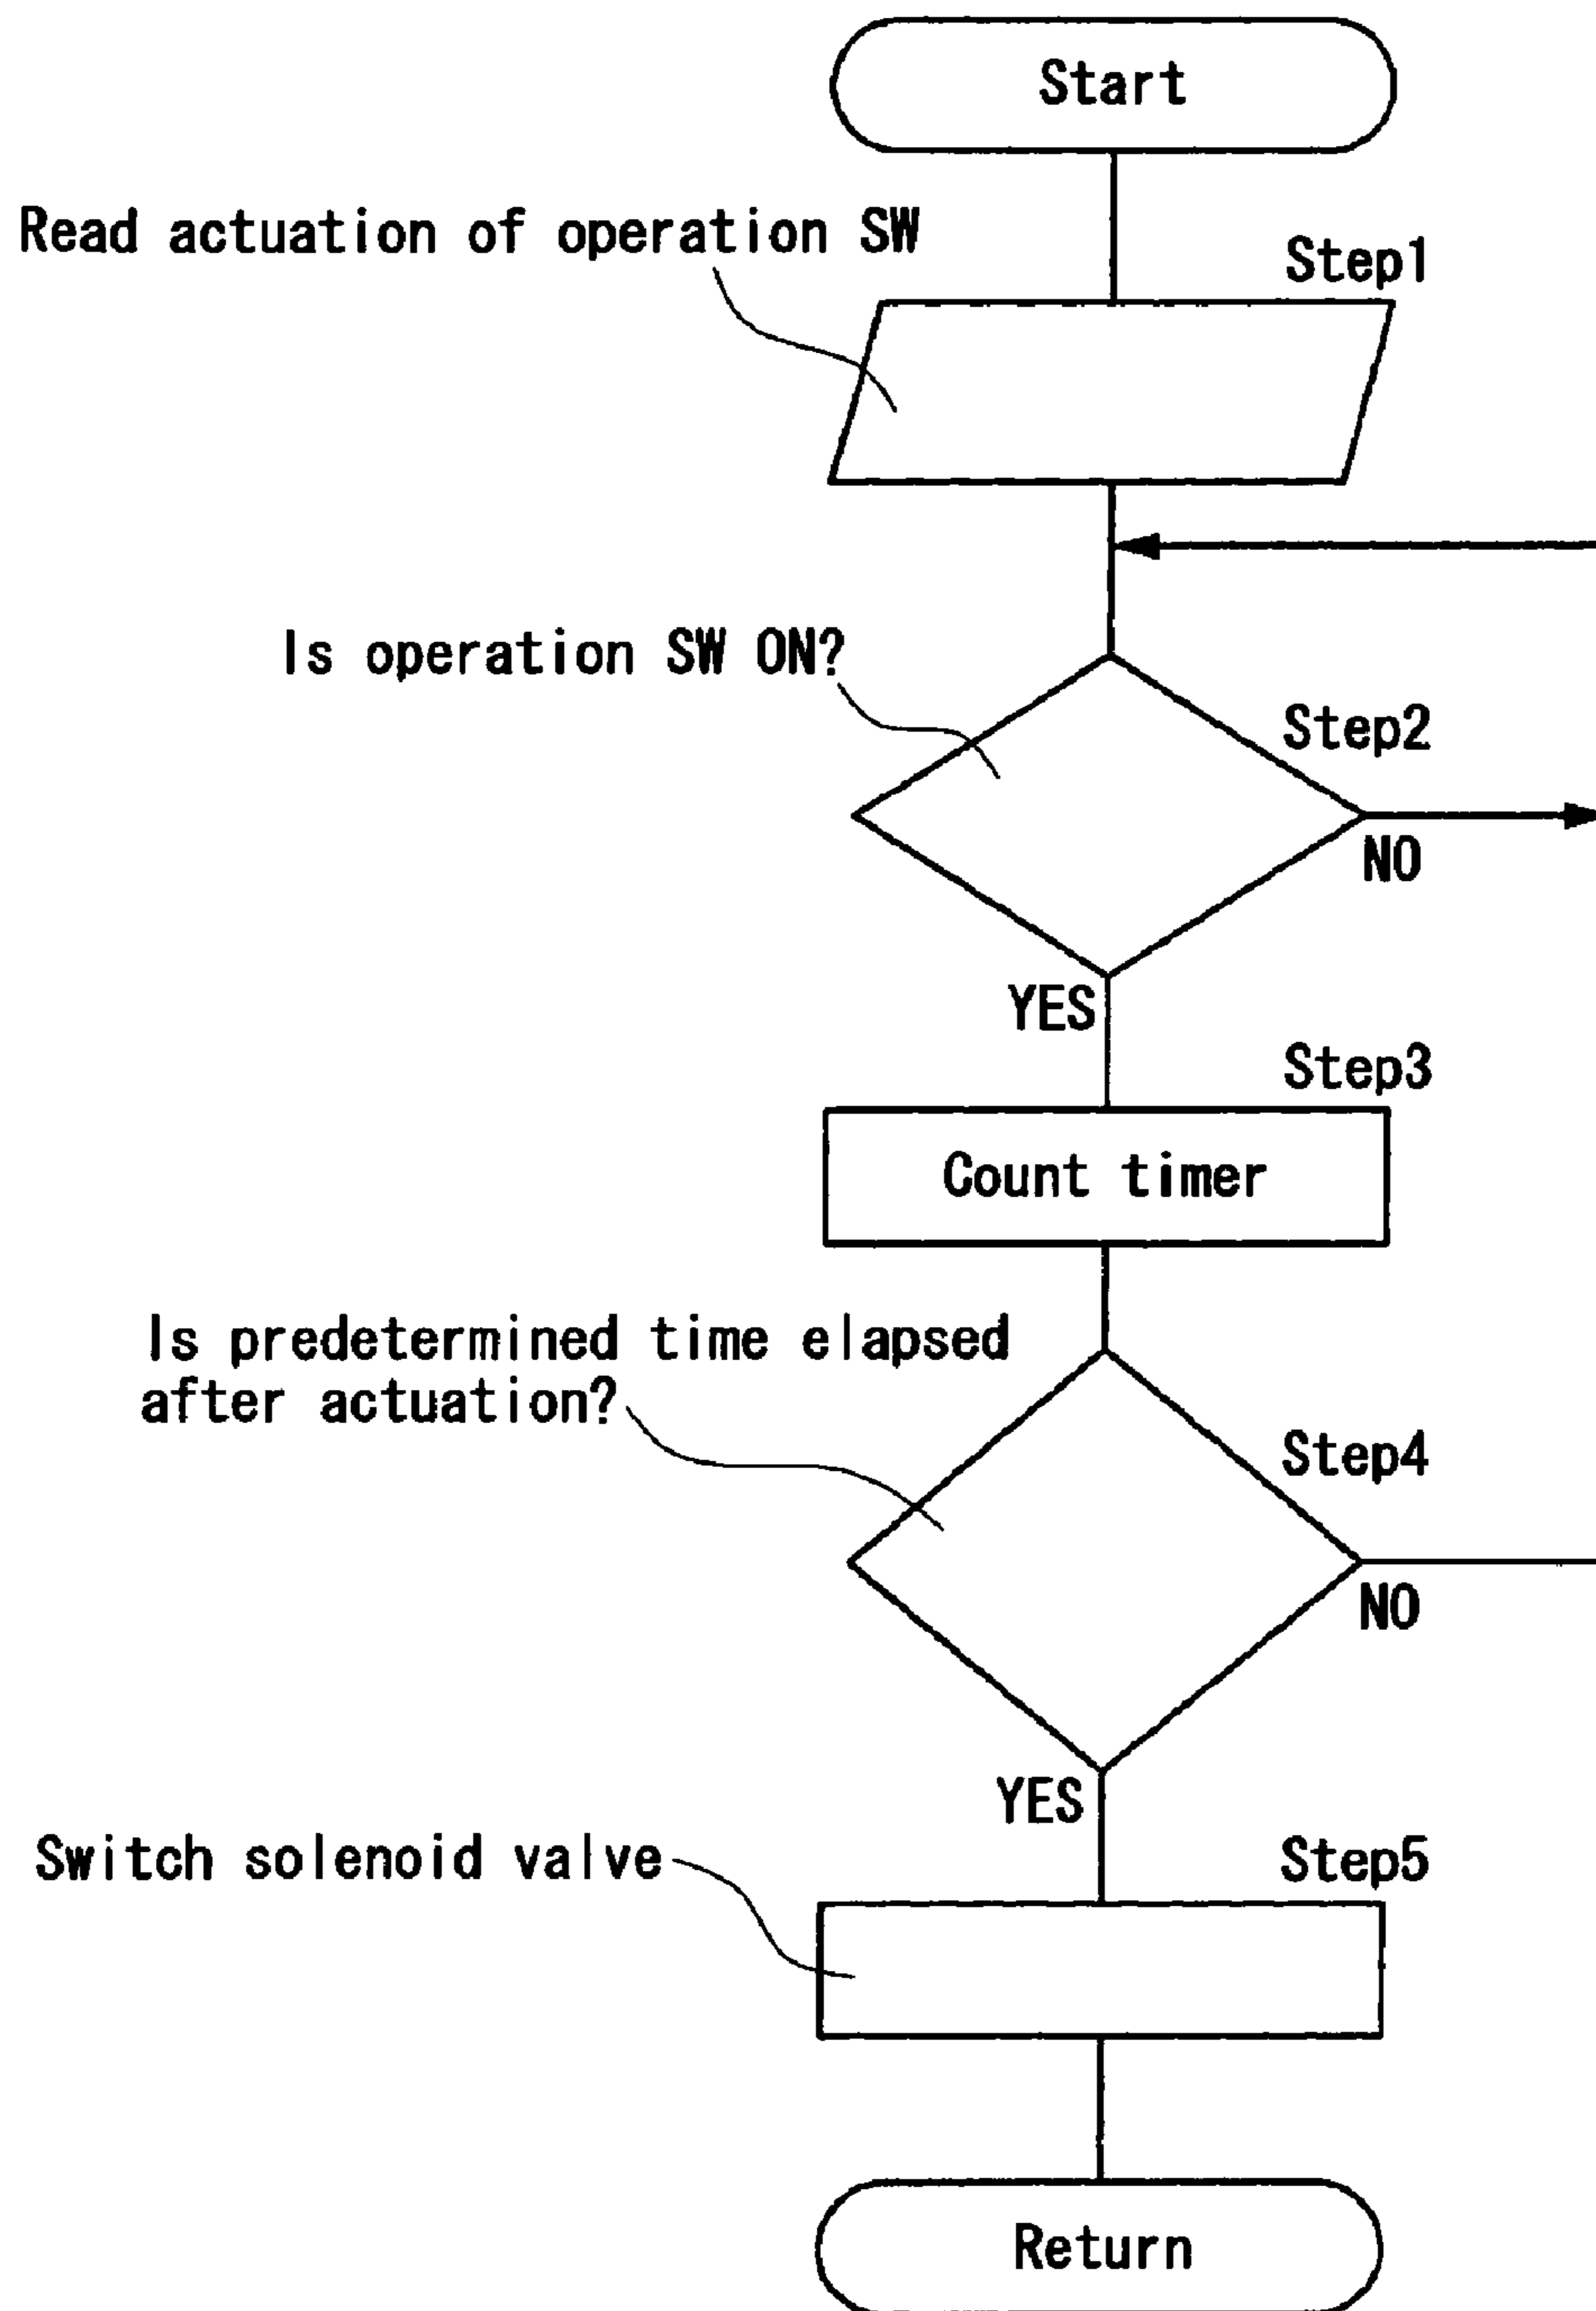 Start
Read actuation of operation SW
Step1
Is operation SW ON?
Step2
NO
YES
Step3
Count timer
Is predetermined time elapsed
after actuation?
Step4
NO
YES
Switch solenoid valve
Step5
Return